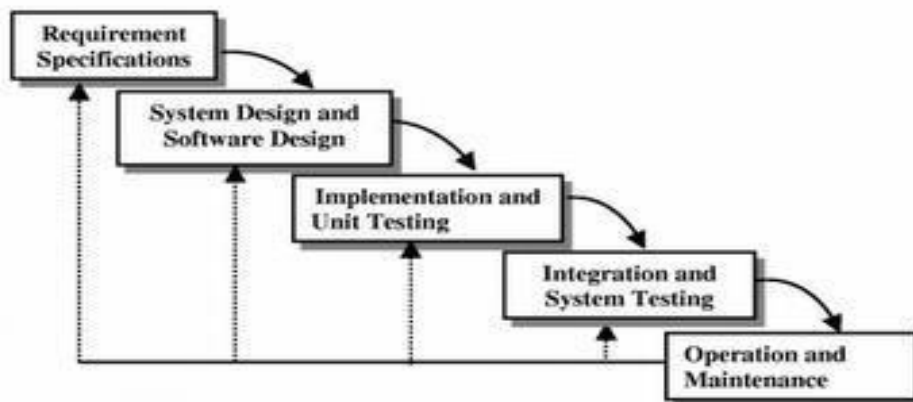 Requirement
Specifications
System Design and
Software Design
Implementation and
Unit Testing
Integration and
System Testing
Operation and
Maintenance